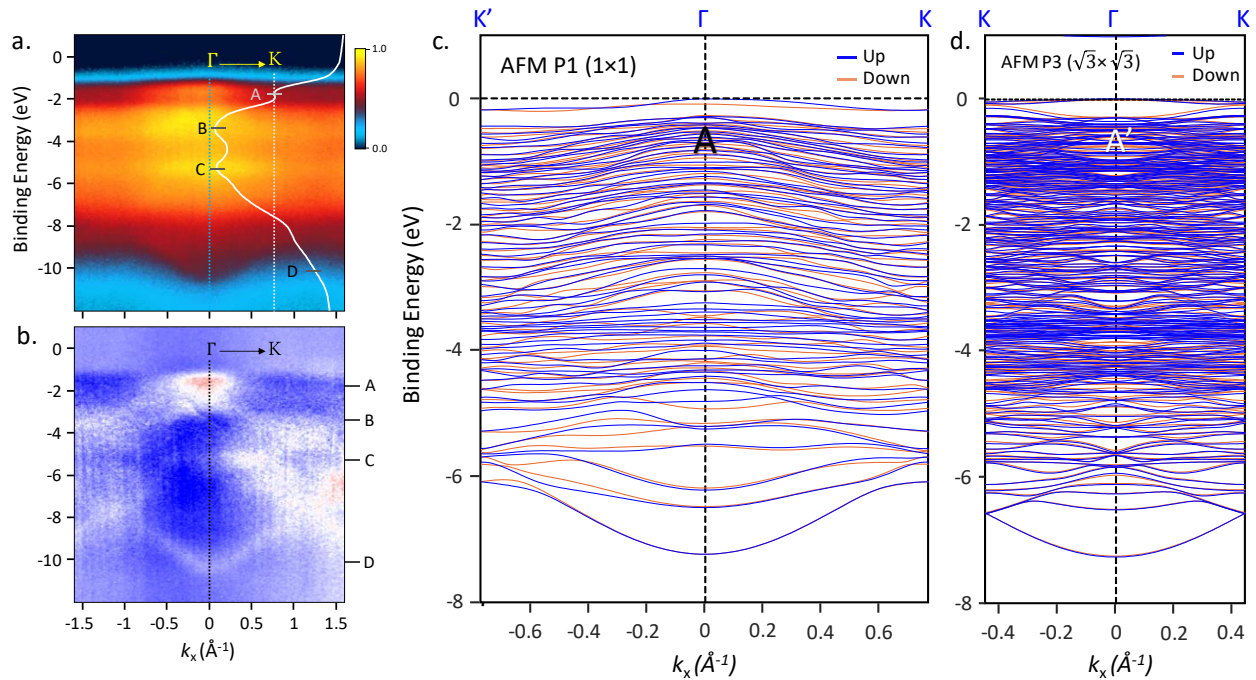 a.
0
-2
-4
-6
-8
-10
Binding Energy (eV)
Γ → K
A
B
C
D
1.0
0.0
b.
0
-2
-4
-6
-8
-10
Γ → K
A
B
C
D
-1.5 -1 -0.5 0 0.5 1 1.5
kₓ (Å⁻¹)
K’ Γ K
c.
AFM P1 (1×1)
Up
Down
A
0
-2
-4
-6
-8
Binding Energy (eV)
-0.6 -0.4 -0.2 0 0.2 0.4 0.6
kₓ (Å⁻¹)
K Γ K
d.
AFM P3 (√3×√3)
Up
Down
A’
0
-2
-4
-6
-8
-0.4 -0.2 0 0.2 0.4
kₓ (Å⁻¹)